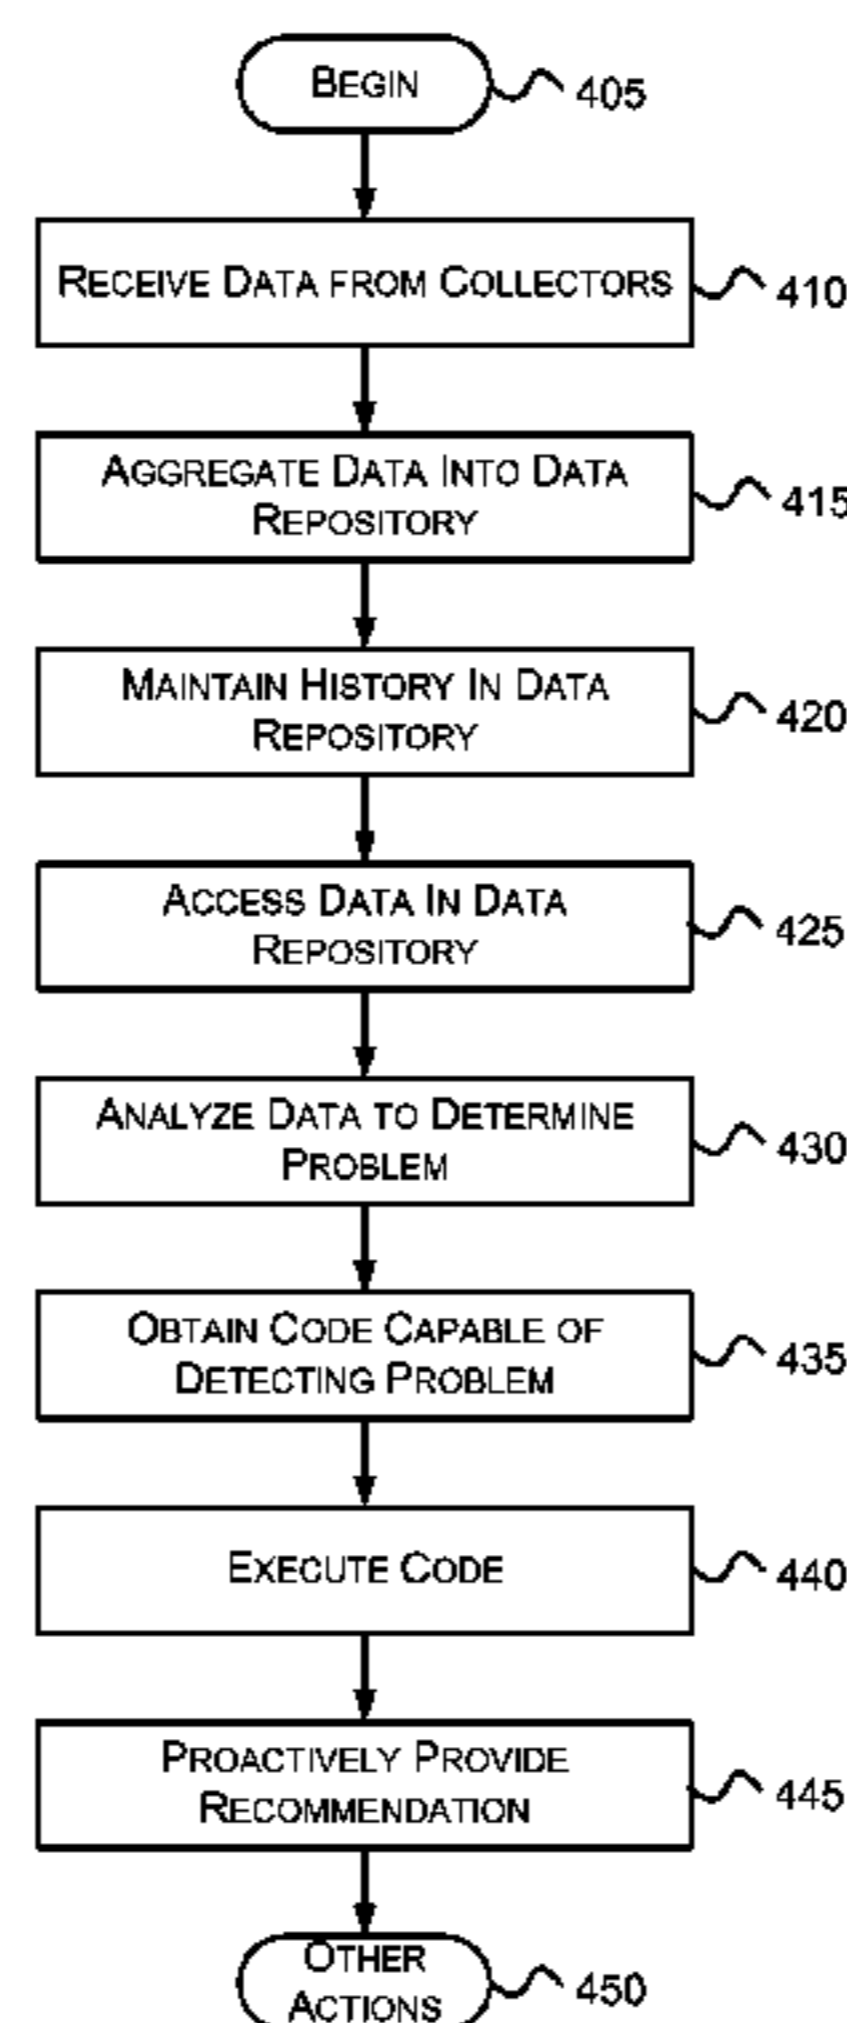 BEGIN
405
RECEIVE DATA FROM COLLECTORS
410
AGGREGATE DATA INTO DATA
REPOSITORY
415
MAINTAIN HISTORY IN DATA
REPOSITORY
420
ACCESS DATA IN DATA
REPOSITORY
425
ANALYZE DATA TO DETERMINE
PROBLEM
430
OBTAIN CODE CAPABLE OF
DETECTING PROBLEM
435
EXECUTE CODE
440
PROACTIVELY PROVIDE
RECOMMENDATION
445
OTHER
ACTIONS
450